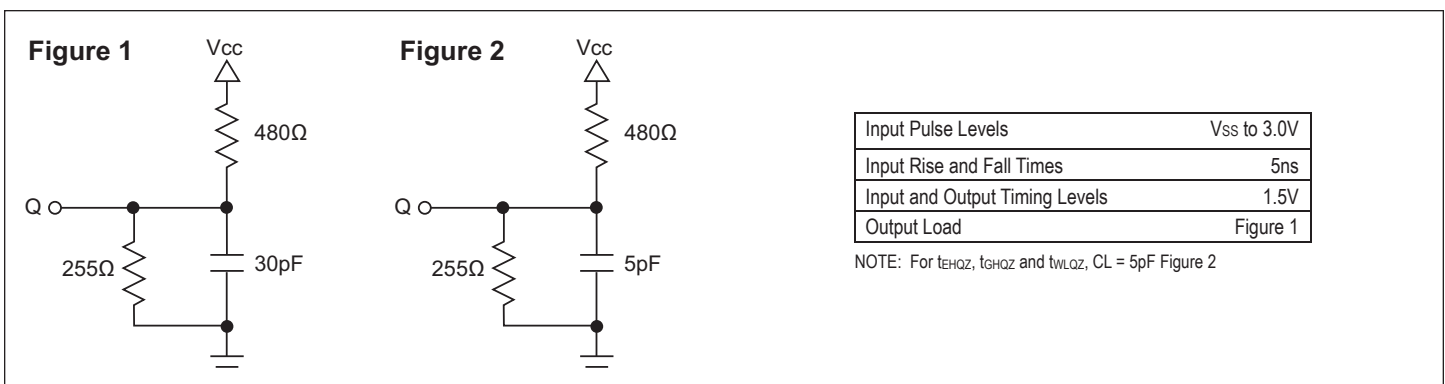 Figure 1
Vcc
480Ω
Q
255Ω
30pF
Figure 2
Vcc
480Ω
Q
255Ω
5pF
Input Pulse Levels Vss to 3.0V
Input Rise and Fall Times 5ns
Input and Output Timing Levels 1.5V
Output Load Figure 1
NOTE: For tEHQZ, tGHQZ and tWLQZ, CL = 5pF Figure 2